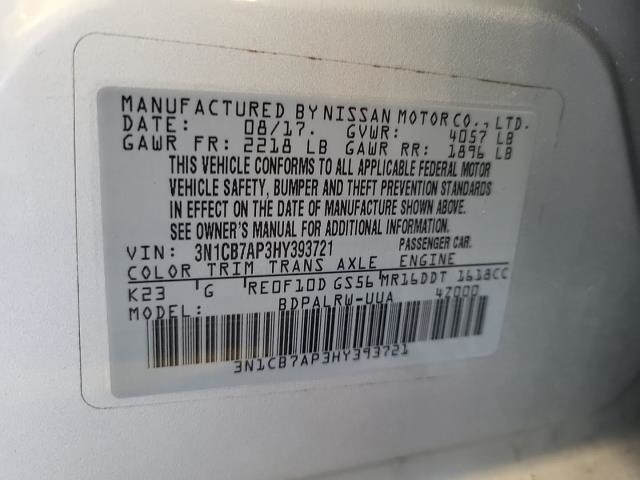 MANUFACTURED BY NISSAN MOTOR CO., LTD.
DATE: 08/17. GVWR: 4057 LB
GAWR FR: 2218 LB GAWR RR: 1896 LB
THIS VEHICLE CONFORMS TO ALL APPLICABLE FEDERAL MOTOR
VEHICLE SAFETY, BUMPER AND THEFT PREVENTION STANDARDS
IN EFFECT ON THE DATE OF MANUFACTURE SHOWN ABOVE.
SEE OWNER'S MANUAL FOR ADDITIONAL INFORMATION.
VIN: 3N1CB7AP3HY393721 PASSENGER CAR.
COLOR TRIM TRANS AXLE ENGINE
K23 G RE0F10D GS56 MR16DDT 1618CC
MODEL: BDPALRW-UUA 47000
3N1CB7AP3HY393721